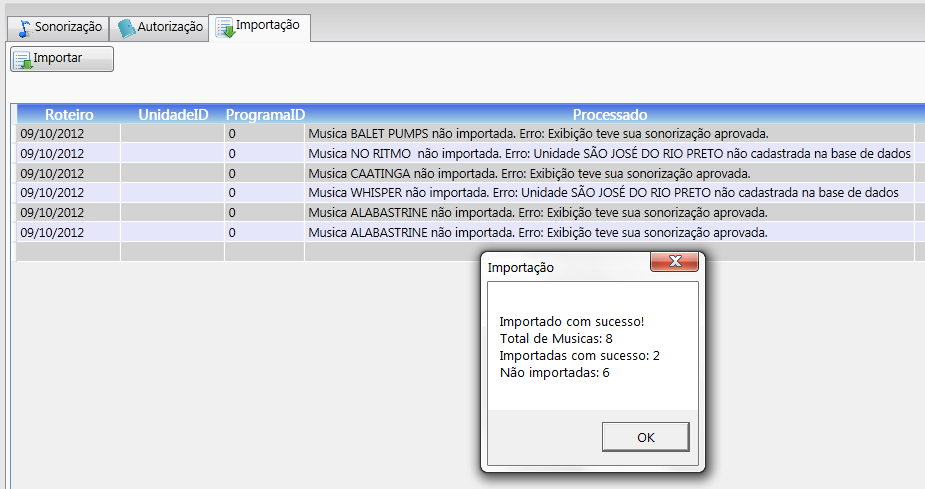 Sonorização Autorização Importação
Importar
Roteiro UnidadeID ProgramaID Processado
09/10/2012 0 Musica BALET PUMPS não importada. Erro: Exibição teve sua sonorização aprovada.
09/10/2012 0 Musica NO RITMO  não importada. Erro: Unidade SÃO JOSÉ DO RIO PRETO não cadastrada na base de dados
09/10/2012 0 Musica CAATINGA não importada. Erro: Exibição teve sua sonorização aprovada.
09/10/2012 0 Musica WHISPER não importada. Erro: Unidade SÃO JOSÉ DO RIO PRETO não cadastrada na base de dados
09/10/2012 0 Musica ALABASTRINE não importada. Erro: Exibição teve sua sonorização aprovada.
09/10/2012 0 Musica ALABASTRINE não importada. Erro: Exibição teve sua sonorização aprovada.
Importação
Importado com sucesso!
Total de Musicas: 8
Importadas com sucesso: 2
Não importadas: 6
OK